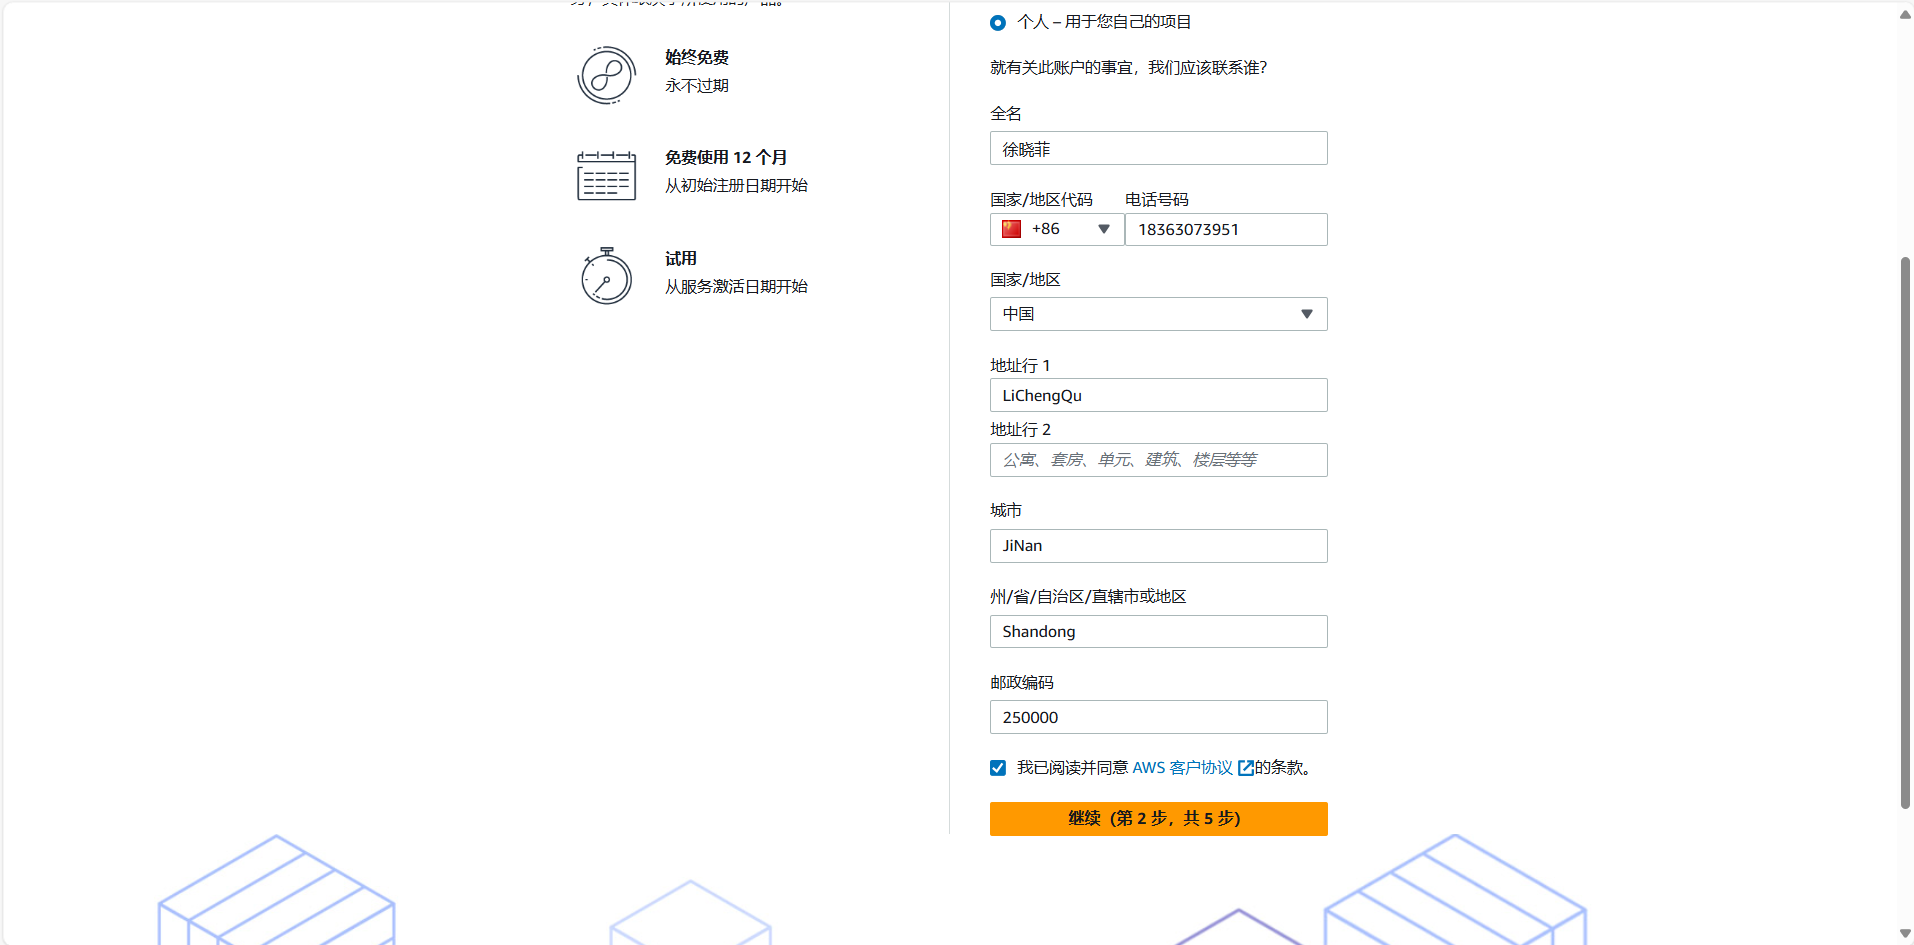 始终免费
永不过期
免费使用 12 个月
从初始注册日期开始
试用
从服务激活日期开始
个人 – 用于您自己的项目
就有关此账户的事宜，我们应该联系谁？
全名
徐晓菲
国家/地区代码 电话号码
+86 18363073951
国家/地区
中国
地址行 1
LiChengQu
地址行 2
公寓、套房、单元、建筑、楼层等等
城市
JiNan
州/省/自治区/直辖市或地区
Shandong
邮政编码
250000
我已阅读并同意 AWS 客户协议 的条款。
继续（第 2 步，共 5 步）